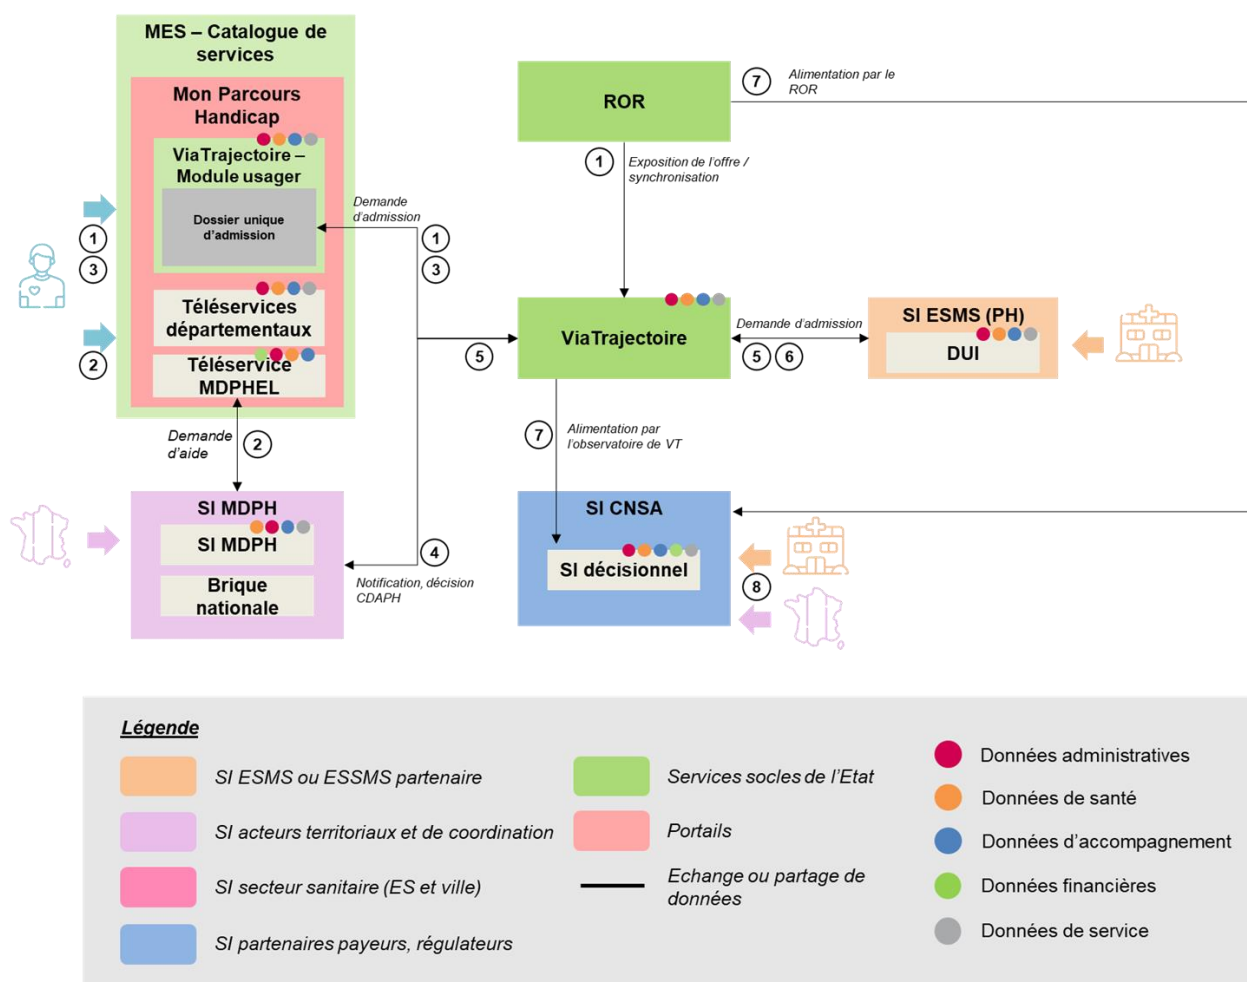 MES – Catalogue de
services
Mon Parcours
Handicap
ViaTrajectoire –
Module usager
Dossier unique
d'admission
Téléservices
départementaux
Téléservice
MDPHEL
1
3
2
Demande
d'admission
1
3
Demande
d'aide
2
SI MDPH
SI MDPH
Brique
nationale
4
Notification, décision
CDAPH
5
ROR
7
Alimentation par le
ROR
1
Exposition de l'offre /
synchronisation
ViaTrajectoire
Demande d'admission
5 6
SI ESMS (PH)
DUI
7
Alimentation par
l'observatoire de VT
SI CNSA
SI décisionnel
8
Légende
SI ESMS ou ESSMS partenaire
SI acteurs territoriaux et de coordination
SI secteur sanitaire (ES et ville)
SI partenaires payeurs, régulateurs
Services socles de l'Etat
Portails
Echange ou partage de
données
Données administratives
Données de santé
Données d'accompagnement
Données financières
Données de service